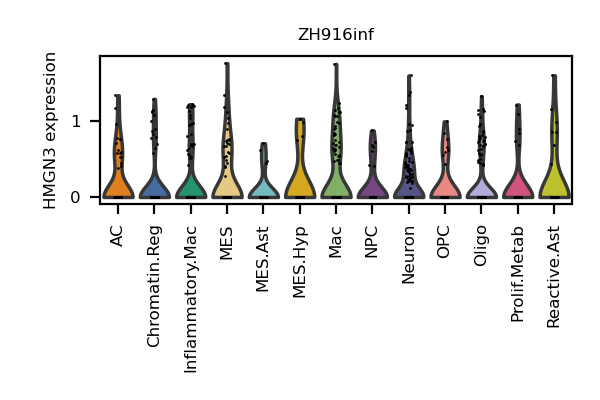 ZH916inf
HMGN3 expression
1
0
AC
Chromatin.Reg
Inflammatory.Mac
MES
MES.Ast
MES.Hyp
Mac
NPC
Neuron
OPC
Oligo
Prolif.Metab
Reactive.Ast